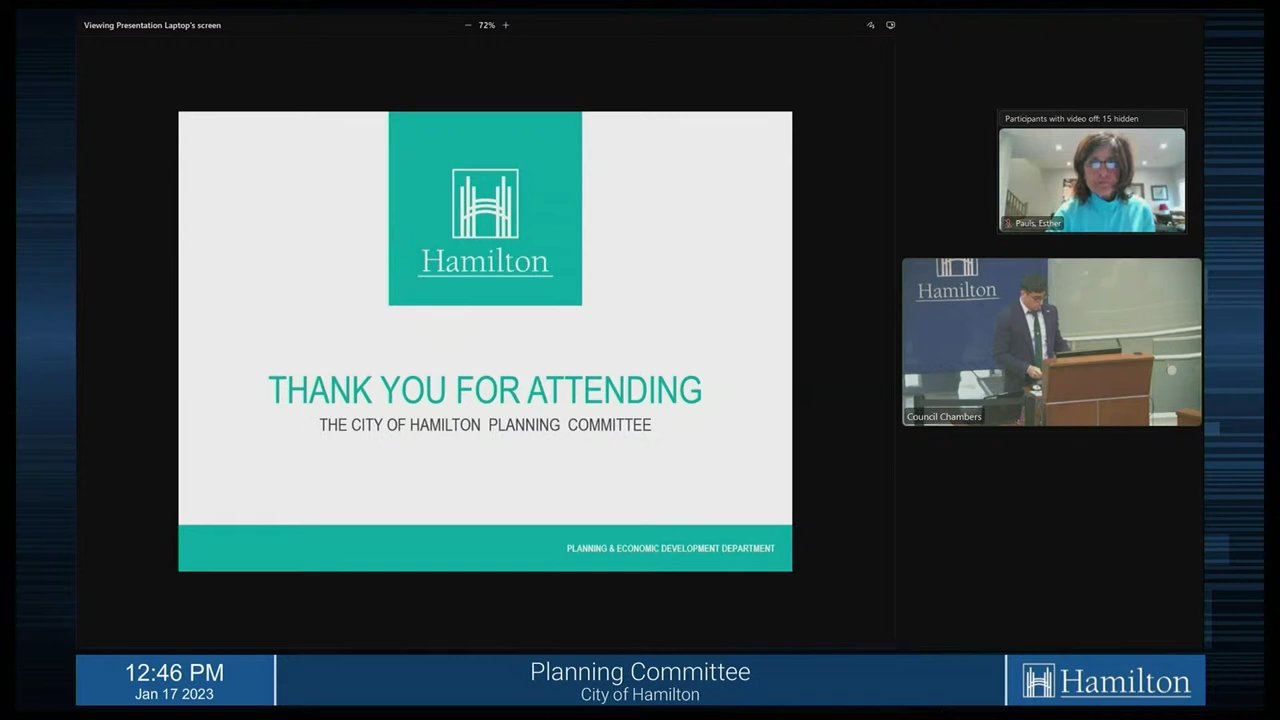 Viewing Presentation Laptop's screen
72%
Participants with video off: 15 hidden
Pauls, Esther
Hamilton
Hamilton
Council Chambers
THANK YOU FOR ATTENDING
THE CITY OF HAMILTON PLANNING COMMITTEE
PLANNING & ECONOMIC DEVELOPMENT DEPARTMENT
12:46 PM
Jan 17 2023
Planning Committee
City of Hamilton
Hamilton